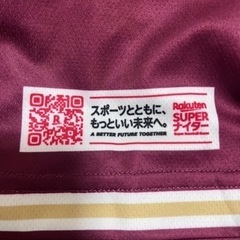 スポーツとともに、
もっといい未来へ。
A BETTER FUTURE TOGETHER
Rakuten
SUPER
ナイター